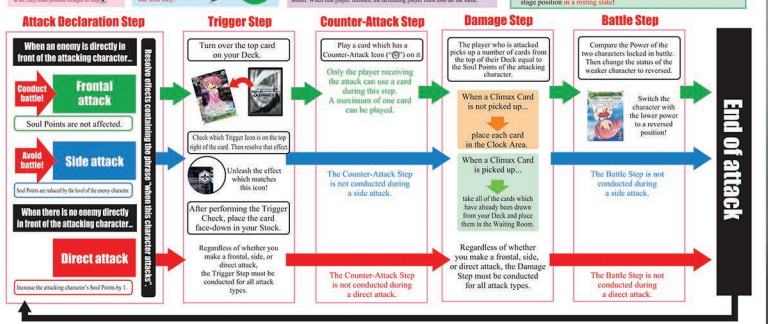 stage position in a resting state!
Attack Declaration Step
When an enemy is directly in
front of the attacking character...
Conduct
battle!
Frontal
attack
Soul Points are not affected.
Avoid
battle!
Side attack
Soul Points are reduced by the level of the enemy character.
When there is no enemy directly
in front of the attacking character...
Direct attack
Increase the attacking character's Soul Points by 1.
Resolve effects containing the phrase "when this character attacks".
Trigger Step
Turn over the top card
on your Deck.
Check which Trigger Icon is on the top
right of the card. Then resolve that effect.
Unleash the effect
which matches
this icon!
After performing the Trigger
Check, place the card
face-down in your Stock.
Regardless of whether you
make a frontal, side, or
direct attack,
the Trigger Step must be
conducted for all attack
types.
Counter-Attack Step
Play a card which has a
Counter-Attack Icon (" ") on it.
Only the player receiving
the attack can use a card
during this step.
A maximum of one card
can be played.
The Counter-Attack Step
is not conducted during
a side attack.
The Counter-Attack Step
is not conducted during
a direct attack.
Damage Step
The player who is attacked
picks up a number of cards from
the top of their Deck equal to
the Soul Points of the attacking
character.
When a Climax Card
is not picked up...
place each card
in the Clock Area.
When a Climax Card
is picked up...
take all of the cards
which have already been drawn
from your Deck and place
them in the Waiting Room.
Regardless of whether
you make a frontal, side,
or direct attack, the Damage
Step must be conducted
for all attack types.
Battle Step
Compare the Power of the
two characters locked in battle.
Then change the status of the
weaker character to reversed.
Switch the
character with
the lower power
to a reversed
position!
The Battle Step is not
conducted during
a side attack.
The Battle Step is not
conducted during
a direct attack.
End of attack